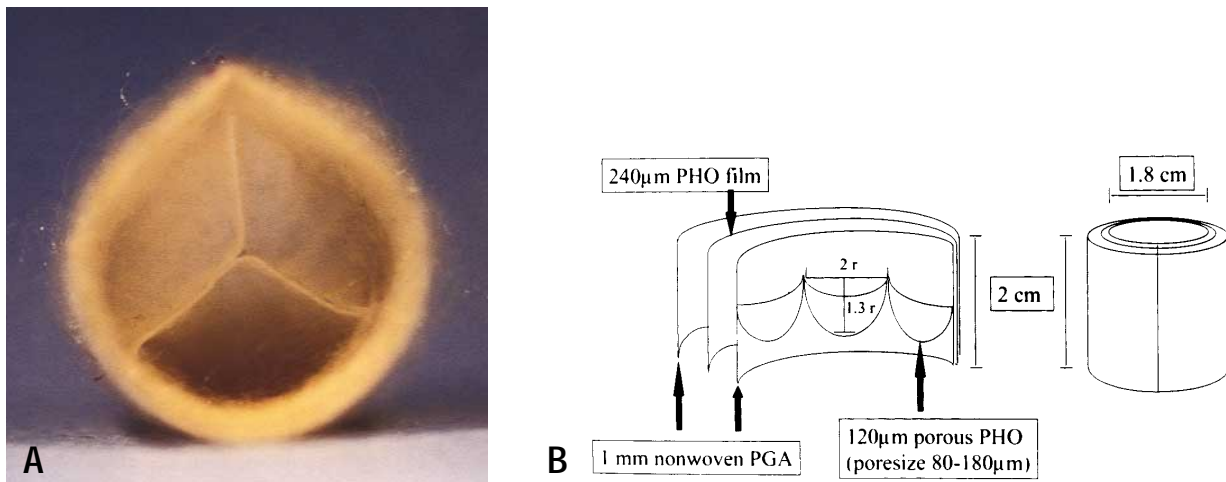 A
B
240μm PHO film
1.8 cm
2 r
1.3 r
2 cm
1 mm nonwoven PGA
120μm porous PHO
(poresize 80-180μm)